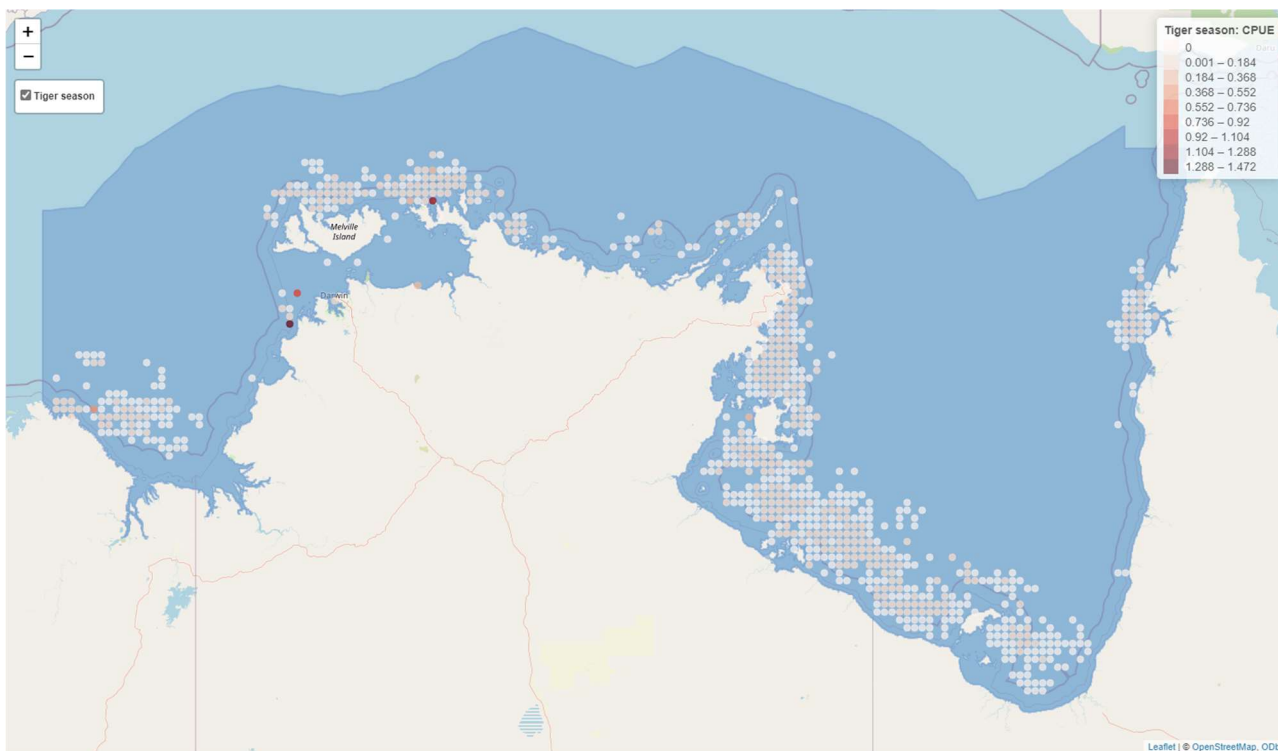 +
−
Tiger season
Tiger season: CPUE
0
0.001 – 0.184
0.184 – 0.368
0.368 – 0.552
0.552 – 0.736
0.736 – 0.92
0.92 – 1.104
1.104 – 1.288
1.288 – 1.472
Melville
Island
Darwin
Leaflet | © OpenStreetMap, ODb